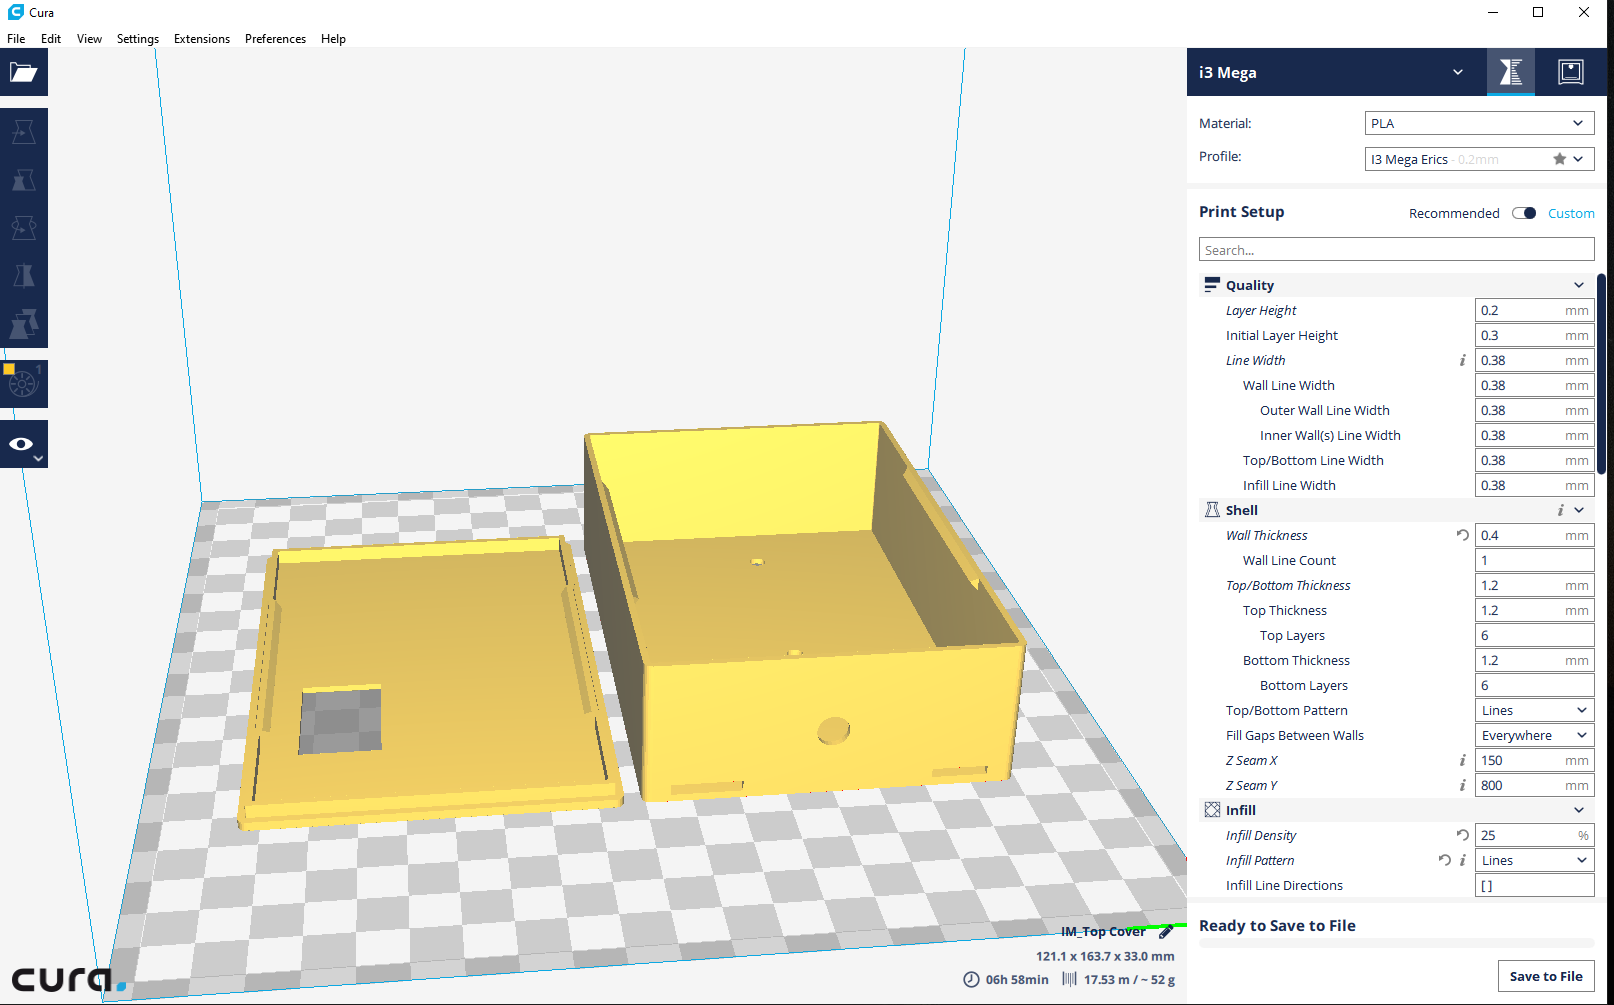 Cura
File Edit View Settings Extensions Preferences Help
i3 Mega
Material: PLA
Profile: I3 Mega Erics - 0.2mm
Print Setup Recommended Custom
Search...
Quality
Layer Height 0.2 mm
Initial Layer Height 0.3 mm
Line Width i 0.38 mm
Wall Line Width 0.38 mm
Outer Wall Line Width 0.38 mm
Inner Wall(s) Line Width 0.38 mm
Top/Bottom Line Width 0.38 mm
Infill Line Width 0.38 mm
Shell i
Wall Thickness 0.4 mm
Wall Line Count 1
Top/Bottom Thickness 1.2 mm
Top Thickness 1.2 mm
Top Layers 6
Bottom Thickness 1.2 mm
Bottom Layers 6
Top/Bottom Pattern Lines
Fill Gaps Between Walls Everywhere
Z Seam X i 150 mm
Z Seam Y i 800 mm
Infill
Infill Density 25 %
Infill Pattern i Lines
Infill Line Directions [ ]
Ready to Save to File
Save to File
1
IM_Top Cover
121.1 x 163.7 x 33.0 mm
06h 58min 17.53 m / ~ 52 g
cura.